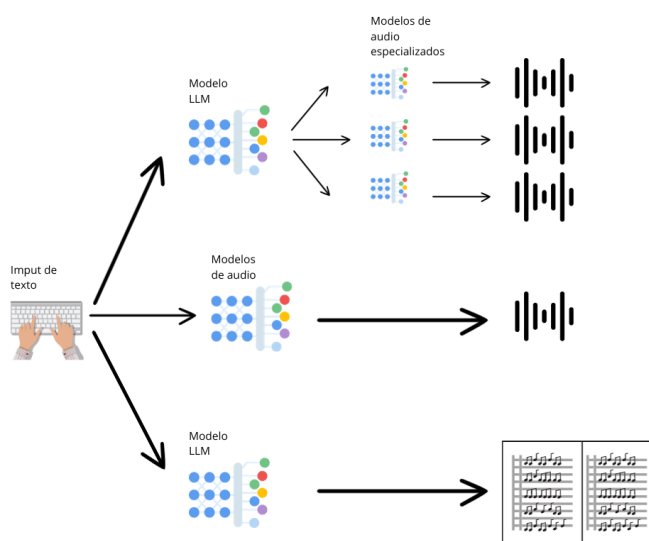 Modelos de
audio
especializados
Modelo
LLM
Imput de
texto
Modelos
de audio
Modelo
LLM